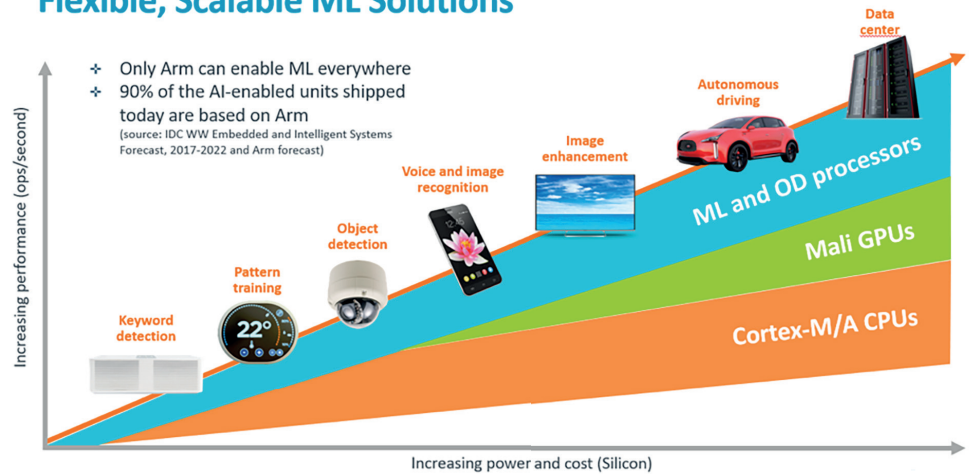 Flexible, Scalable ML Solutions
Only Arm can enable ML everywhere
90% of the AI-enabled units shipped
today are based on Arm
(source: IDC WW Embedded and Intelligent Systems
Forecast, 2017-2022 and Arm forecast)
Data
center
Autonomous
driving
Image
enhancement
Voice and image
recognition
Object
detection
Pattern
training
22°
Keyword
detection
ML and OD processors
Mali GPUs
Cortex-M/A CPUs
Increasing performance (ops/second)
Increasing power and cost (Silicon)